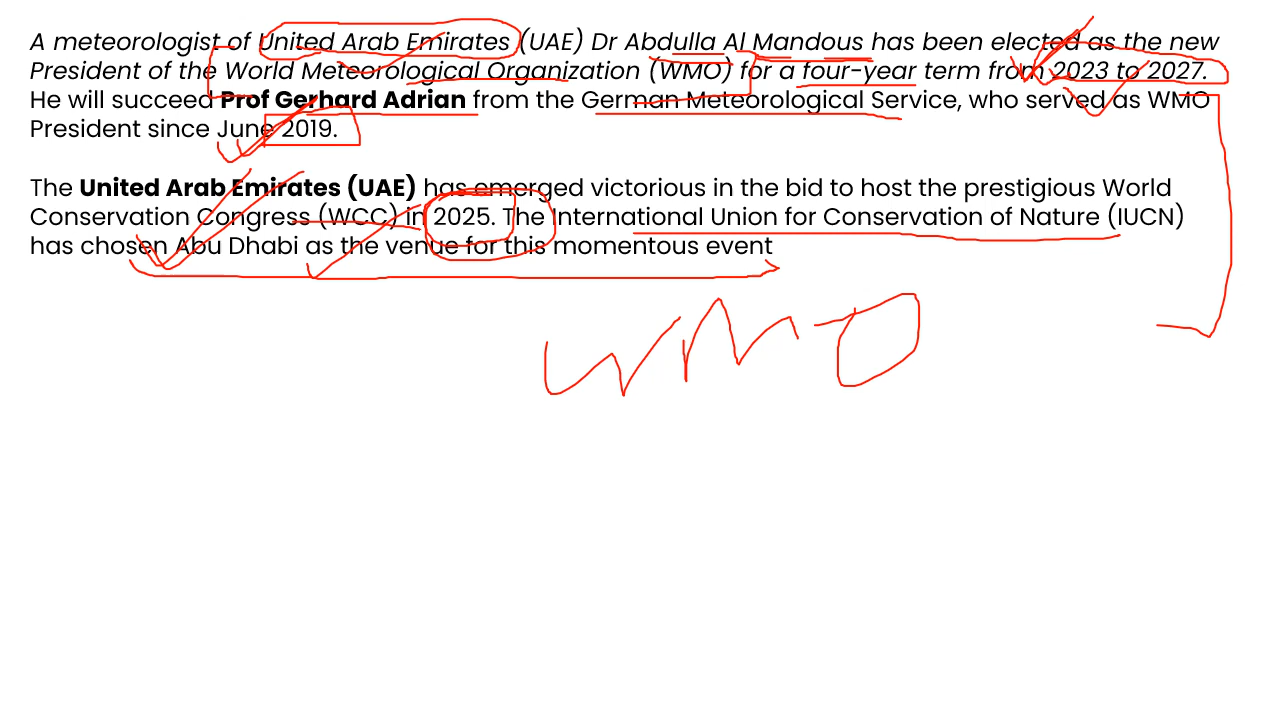 A meteorologist of United Arab Emirates (UAE) Dr Abdulla Al Mandous has been elected as the new
President of the World Meteorological Organization (WMO) for a four-year term from 2023 to 2027.
He will succeed Prof Gerhard Adrian from the German Meteorological Service, who served as WMO
President since June 2019.
The United Arab Emirates (UAE) has emerged victorious in the bid to host the prestigious World
Conservation Congress (WCC) in 2025. The International Union for Conservation of Nature (IUCN)
has chosen Abu Dhabi as the venue for this momentous event
WMO